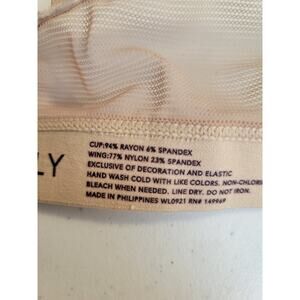 LY
CUP:94% RAYON 6% SPANDEX
WING:77% NYLON 23% SPANDEX
EXCLUSIVE OF DECORATION AND ELASTIC
HAND WASH COLD WITH LIKE COLORS. NON-CHLORI
BLEACH WHEN NEEDED. LINE DRY. DO NOT IRON.
MADE IN PHILIPPINES WL0921 RN# 149969